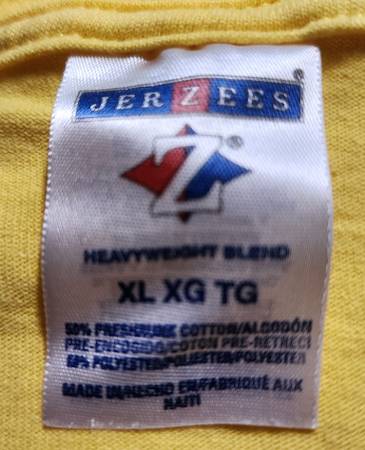 JERZEES®
Z®
HEAVYWEIGHT BLEND
XL XG TG
50% PRESHRUNK COTTON/ALGODÓN
PRE-ENCOGIDO/COTON PRE-RETRECI
50% POLYESTER/POLIESTER/POLYESTER
MADE IN/HECHO EN/FABRIQUÉ AUX
HAITI